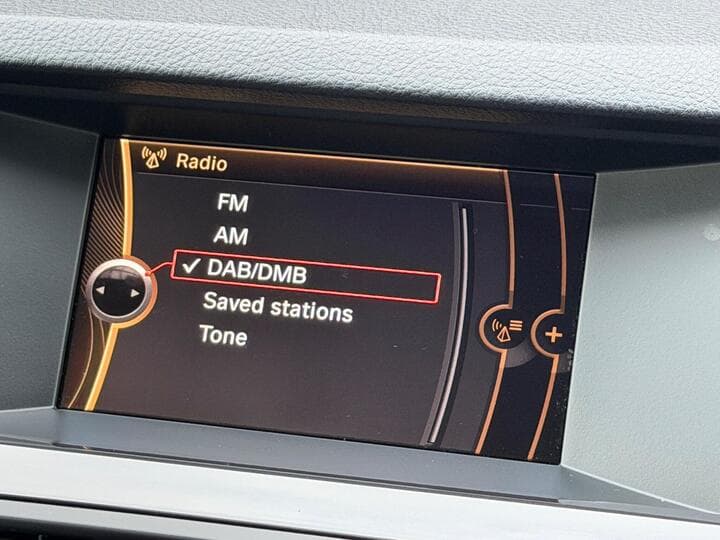 Radio
FM
AM
✓ DAB/DMB
Saved stations
Tone